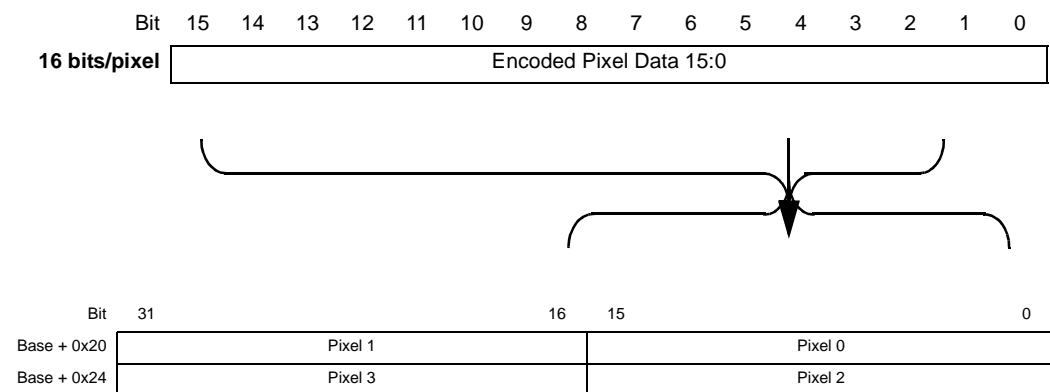 Bit 15 14 13 12 11 10 9 8 7 6 5 4 3 2 1 0
16 bits/pixel Encoded Pixel Data 15:0
Bit 31 16 15 0
Base + 0x20 Pixel 1 Pixel 0
Base + 0x24 Pixel 3 Pixel 2